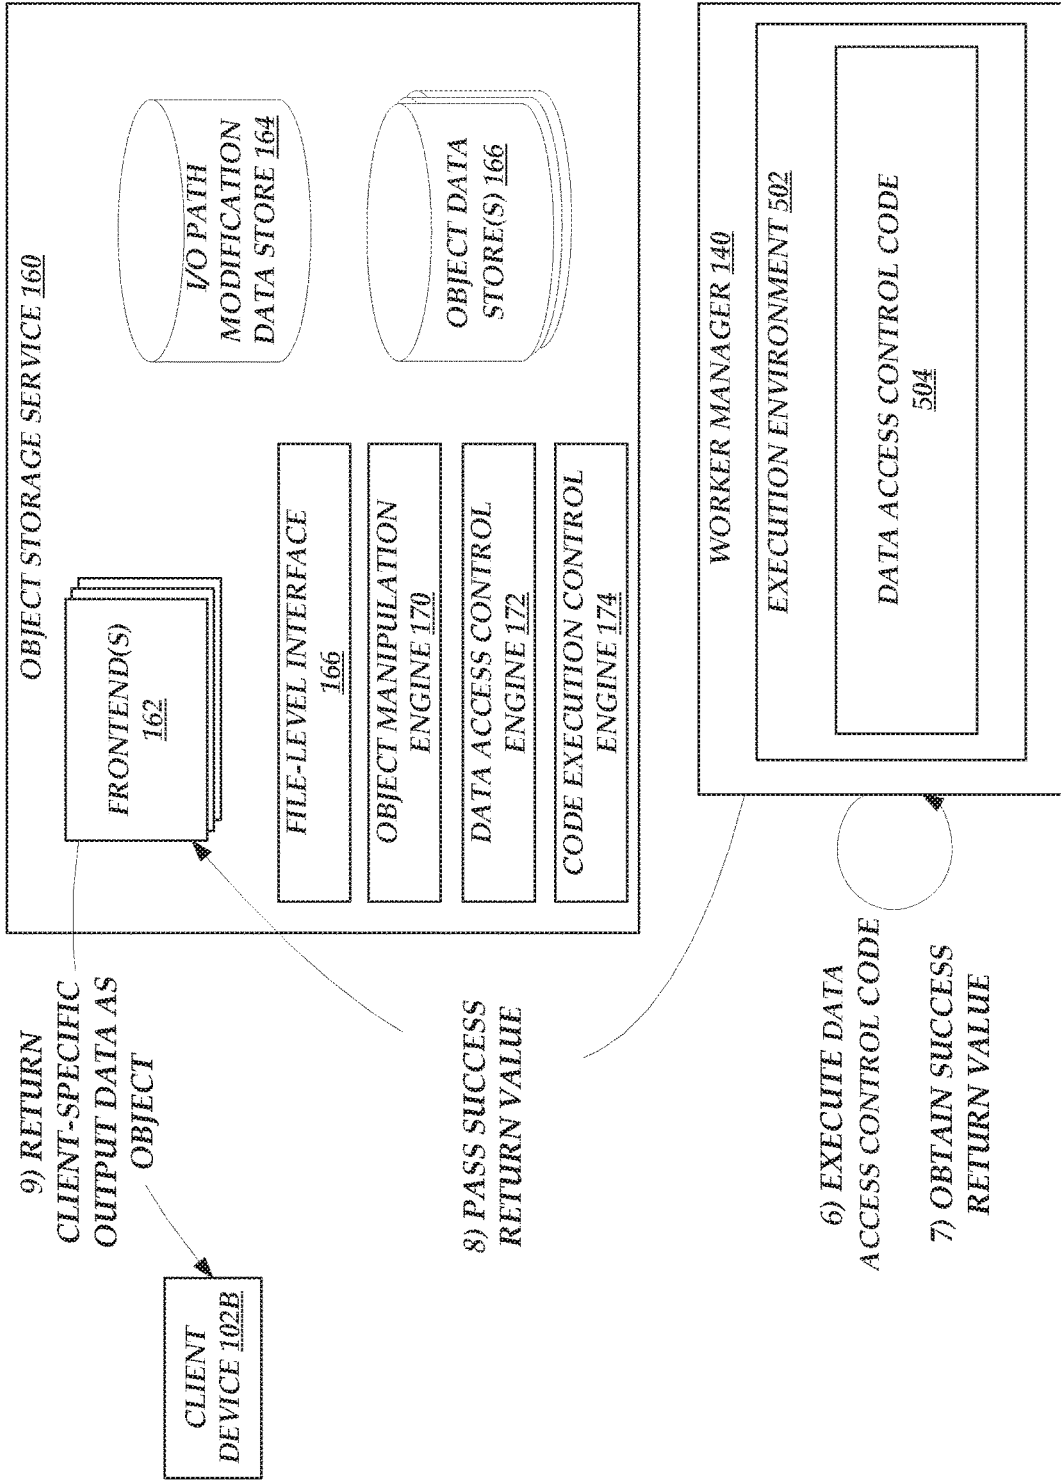 OBJECT STORAGE SERVICE 160
FRONTEND(S)
162
I/O PATH
MODIFICATION
DATA STORE 164
FILE-LEVEL INTERFACE
166
OBJECT MANIPULATION
ENGINE 170
DATA ACCESS CONTROL
ENGINE 172
CODE EXECUTION CONTROL
ENGINE 174
OBJECT DATA
STORE(S) 166
9) RETURN
CLIENT-SPECIFIC
OUTPUT DATA AS
OBJECT
CLIENT
DEVICE 102B
8) PASS SUCCESS
RETURN VALUE
WORKER MANAGER 140
EXECUTION ENVIRONMENT 502
DATA ACCESS CONTROL CODE
504
6) EXECUTE DATA
ACCESS CONTROL CODE
7) OBTAIN SUCCESS
RETURN VALUE